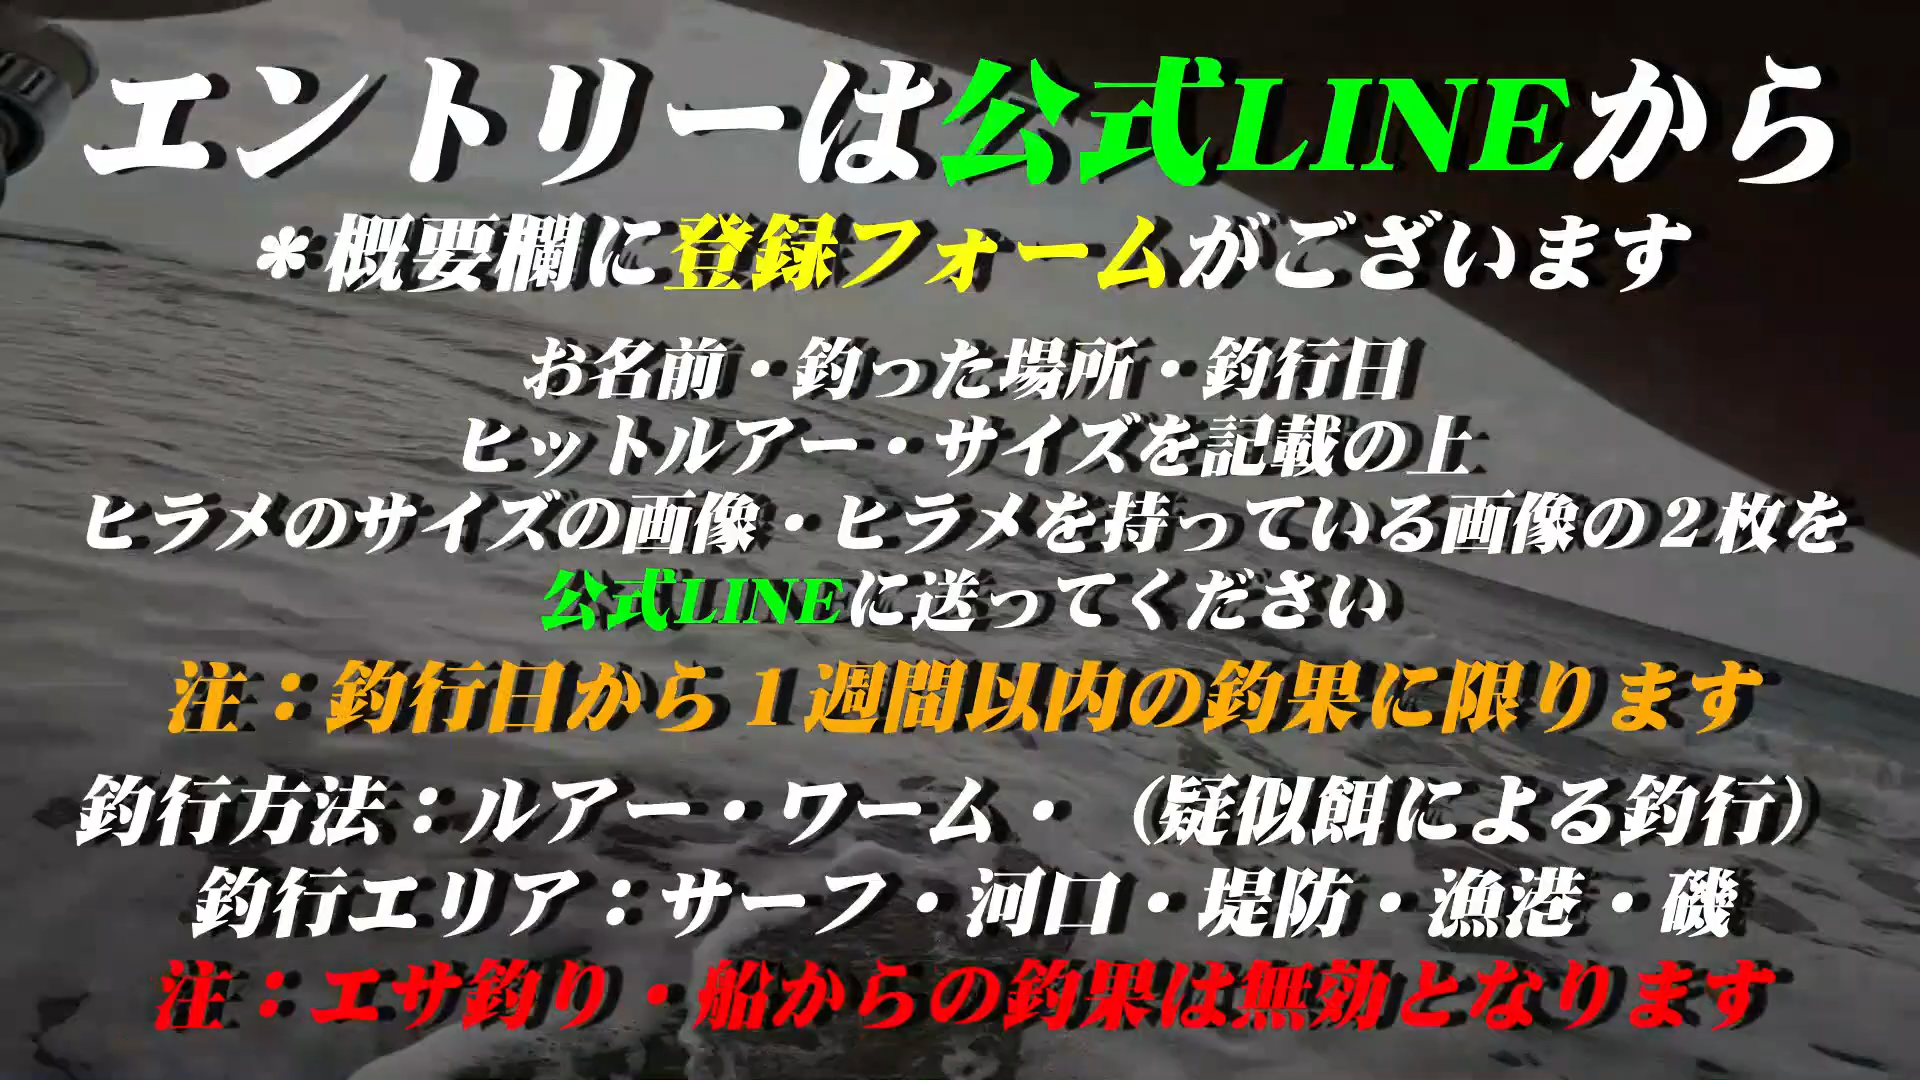 エントリーは公式LINEから
＊概要欄に登録フォームがございます
お名前・釣った場所・釣行日
ヒットルアー・サイズを記載の上
ヒラメのサイズの画像・ヒラメを持っている画像の２枚を
公式LINEに送ってください
注：釣行日から１週間以内の釣果に限ります
釣行方法：ルアー・ワーム・（疑似餌による釣行）
釣行エリア：サーフ・河口・堤防・漁港・磯
注：エサ釣り・船からの釣果は無効となります